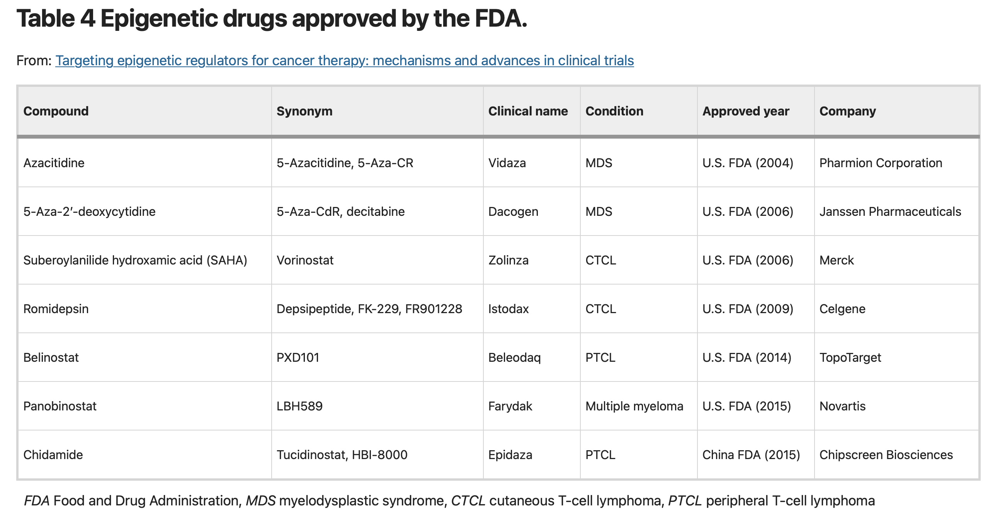 Table 4 Epigenetic drugs approved by the FDA.
From: Targeting epigenetic regulators for cancer therapy: mechanisms and advances in clinical trials
Compound Synonym Clinical name Condition Approved year Company
Azacitidine 5-Azacitidine, 5-Aza-CR Vidaza MDS U.S. FDA (2004) Pharmion Corporation
5-Aza-2′-deoxycytidine 5-Aza-CdR, decitabine Dacogen MDS U.S. FDA (2006) Janssen Pharmaceuticals
Suberoylanilide hydroxamic acid (SAHA) Vorinostat Zolinza CTCL U.S. FDA (2006) Merck
Romidepsin Depsipeptide, FK-229, FR901228 Istodax CTCL U.S. FDA (2009) Celgene
Belinostat PXD101 Beleodaq PTCL U.S. FDA (2014) TopoTarget
Panobinostat LBH589 Farydak Multiple myeloma U.S. FDA (2015) Novartis
Chidamide Tucidinostat, HBI-8000 Epidaza PTCL China FDA (2015) Chipscreen Biosciences
FDA Food and Drug Administration, MDS myelodysplastic syndrome, CTCL cutaneous T-cell lymphoma, PTCL peripheral T-cell lymphoma